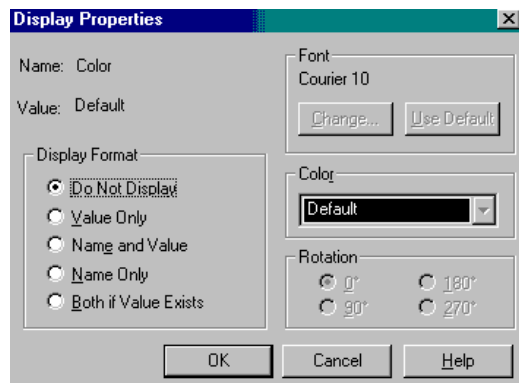 Display Properties
Name: Color
Value: Default
Display Format
Do Not Display
Value Only
Name and Value
Name Only
Both if Value Exists
Font
Courier 10
Change...
Use Default
Color
Default
Rotation
0°
180°
90°
270°
OK
Cancel
Help